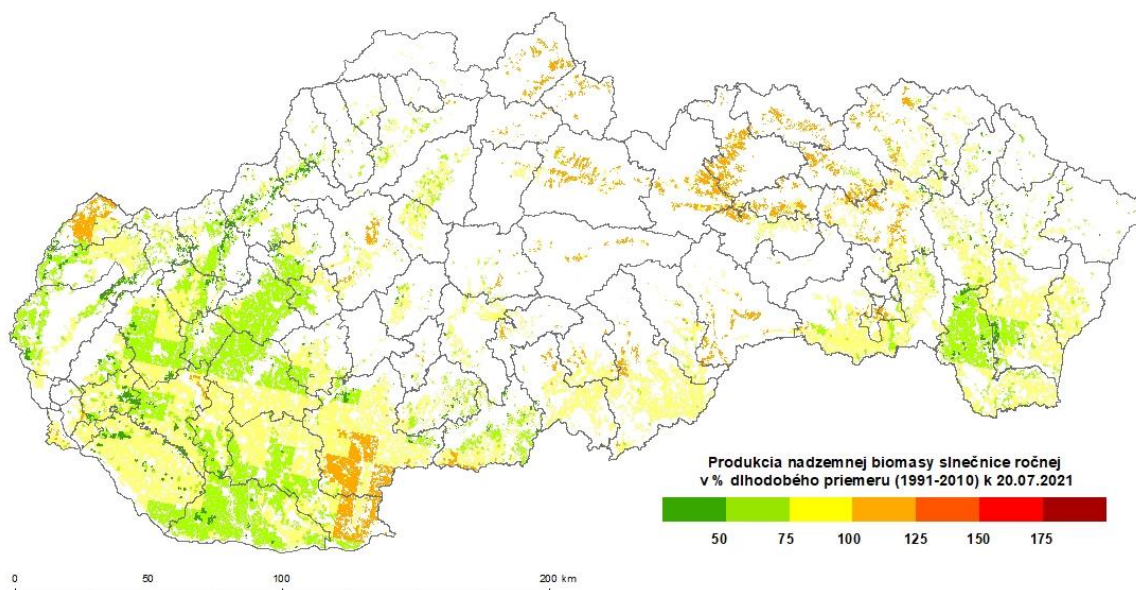 Produkcia nadzemnej biomasy slnečnice ročnej
v % dlhodobého priemeru (1991-2010) k 20.07.2021
50 75 100 125 150 175
0 50 100 200 km